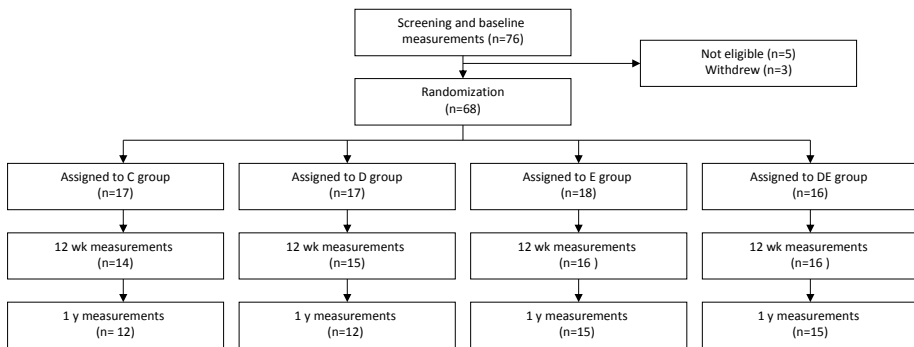 Screening and baseline
measurements (n=76)
Not eligible (n=5)
Withdrew (n=3)
Randomization
(n=68)
Assigned to C group
(n=17)
Assigned to D group
(n=17)
Assigned to E group
(n=18)
Assigned to DE group
(n=16)
12 wk measurements
(n=14)
12 wk measurements
(n=15)
12 wk measurements
(n=16 )
12 wk measurements
(n=16 )
1 y measurements
(n= 12)
1 y measurements
(n=12)
1 y measurements
(n=15)
1 y measurements
(n=15)